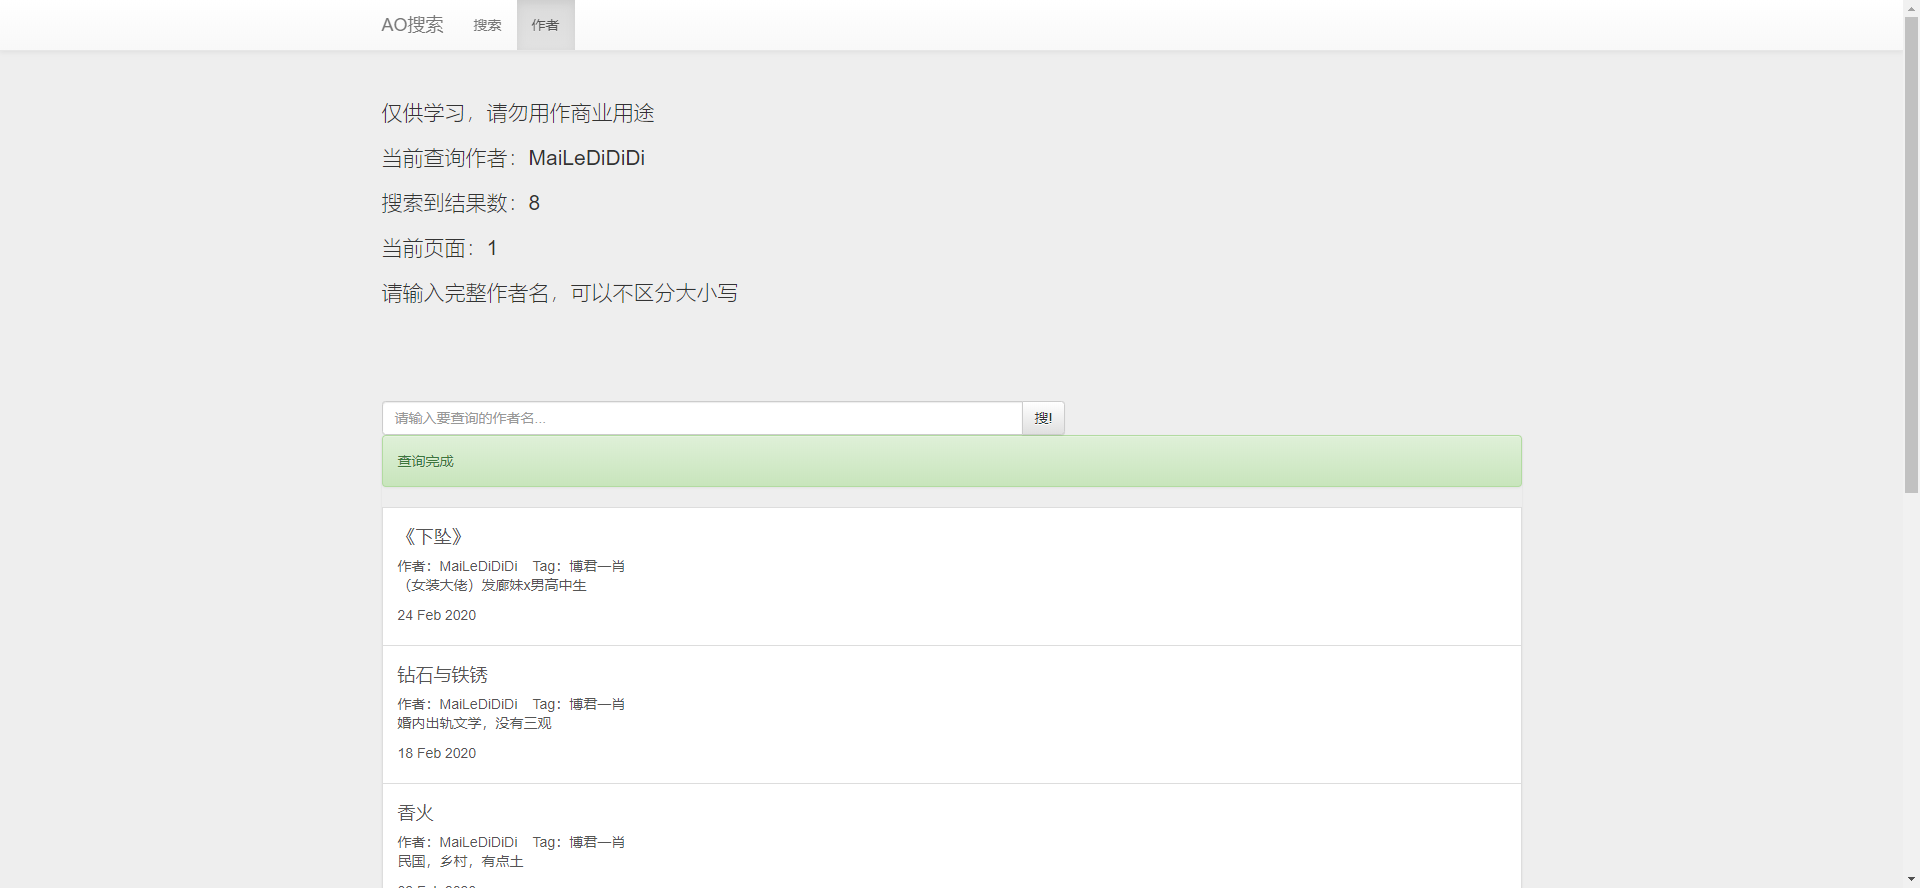 AO搜索 搜索 作者
仅供学习，请勿用作商业用途
当前查询作者：MaiLeDiDiDi
搜索到结果数：8
当前页面：1
请输入完整作者名，可以不区分大小写
请输入要查询的作者名... 搜!
查询完成
《下坠》
作者：MaiLeDiDiDi Tag：博君一肖
（女装大佬）发廊妹x男高中生
24 Feb 2020
钻石与铁锈
作者：MaiLeDiDiDi Tag：博君一肖
婚内出轨文学，没有三观
18 Feb 2020
香火
作者：MaiLeDiDiDi Tag：博君一肖
民国，乡村，有点土